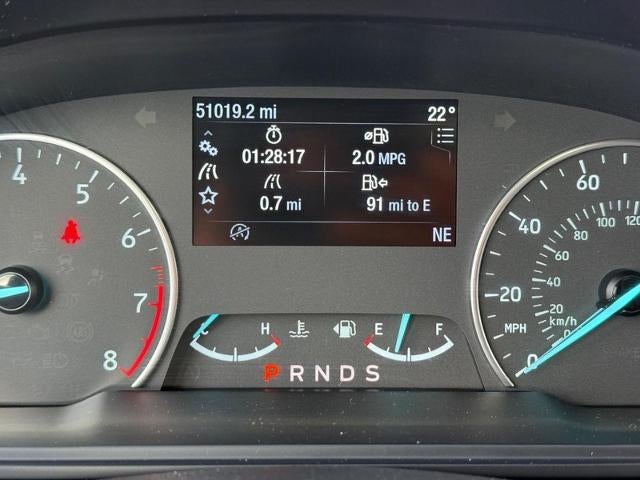 51019.2 mi 22°
01:28:17 ø 2.0 MPG
0.7 mi 91 mi to E
NE
4 5 6 7 8
0 20 40 60
MPH
0 20 40 60 80 100 120
km/h
C H E F
P R N D S